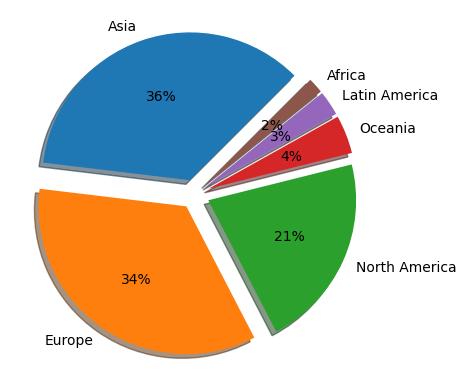 Asia
Africa
Latin America
36%
2%
Oceania
3%
4%
21%
North America
34%
Europe